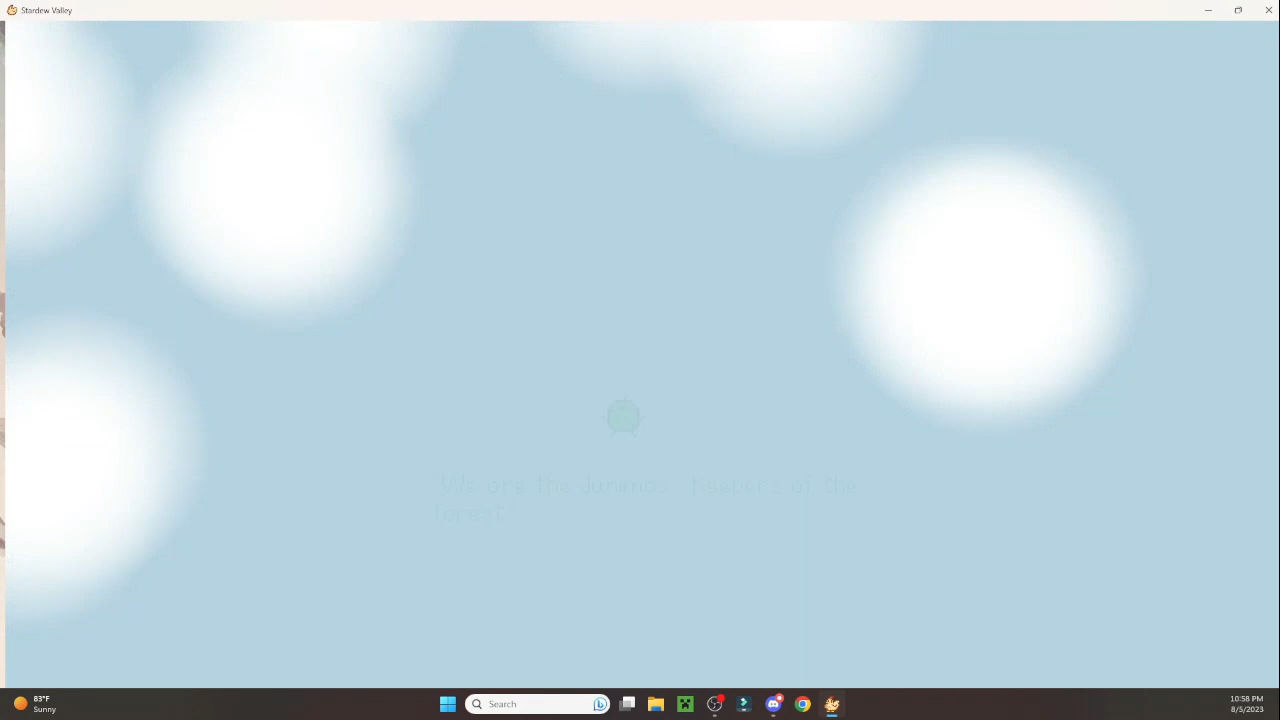 Stardew Valley
We are the Junimos Keepers of the
forest
83°F
Sunny
Search
10:58 PM
8/5/2023